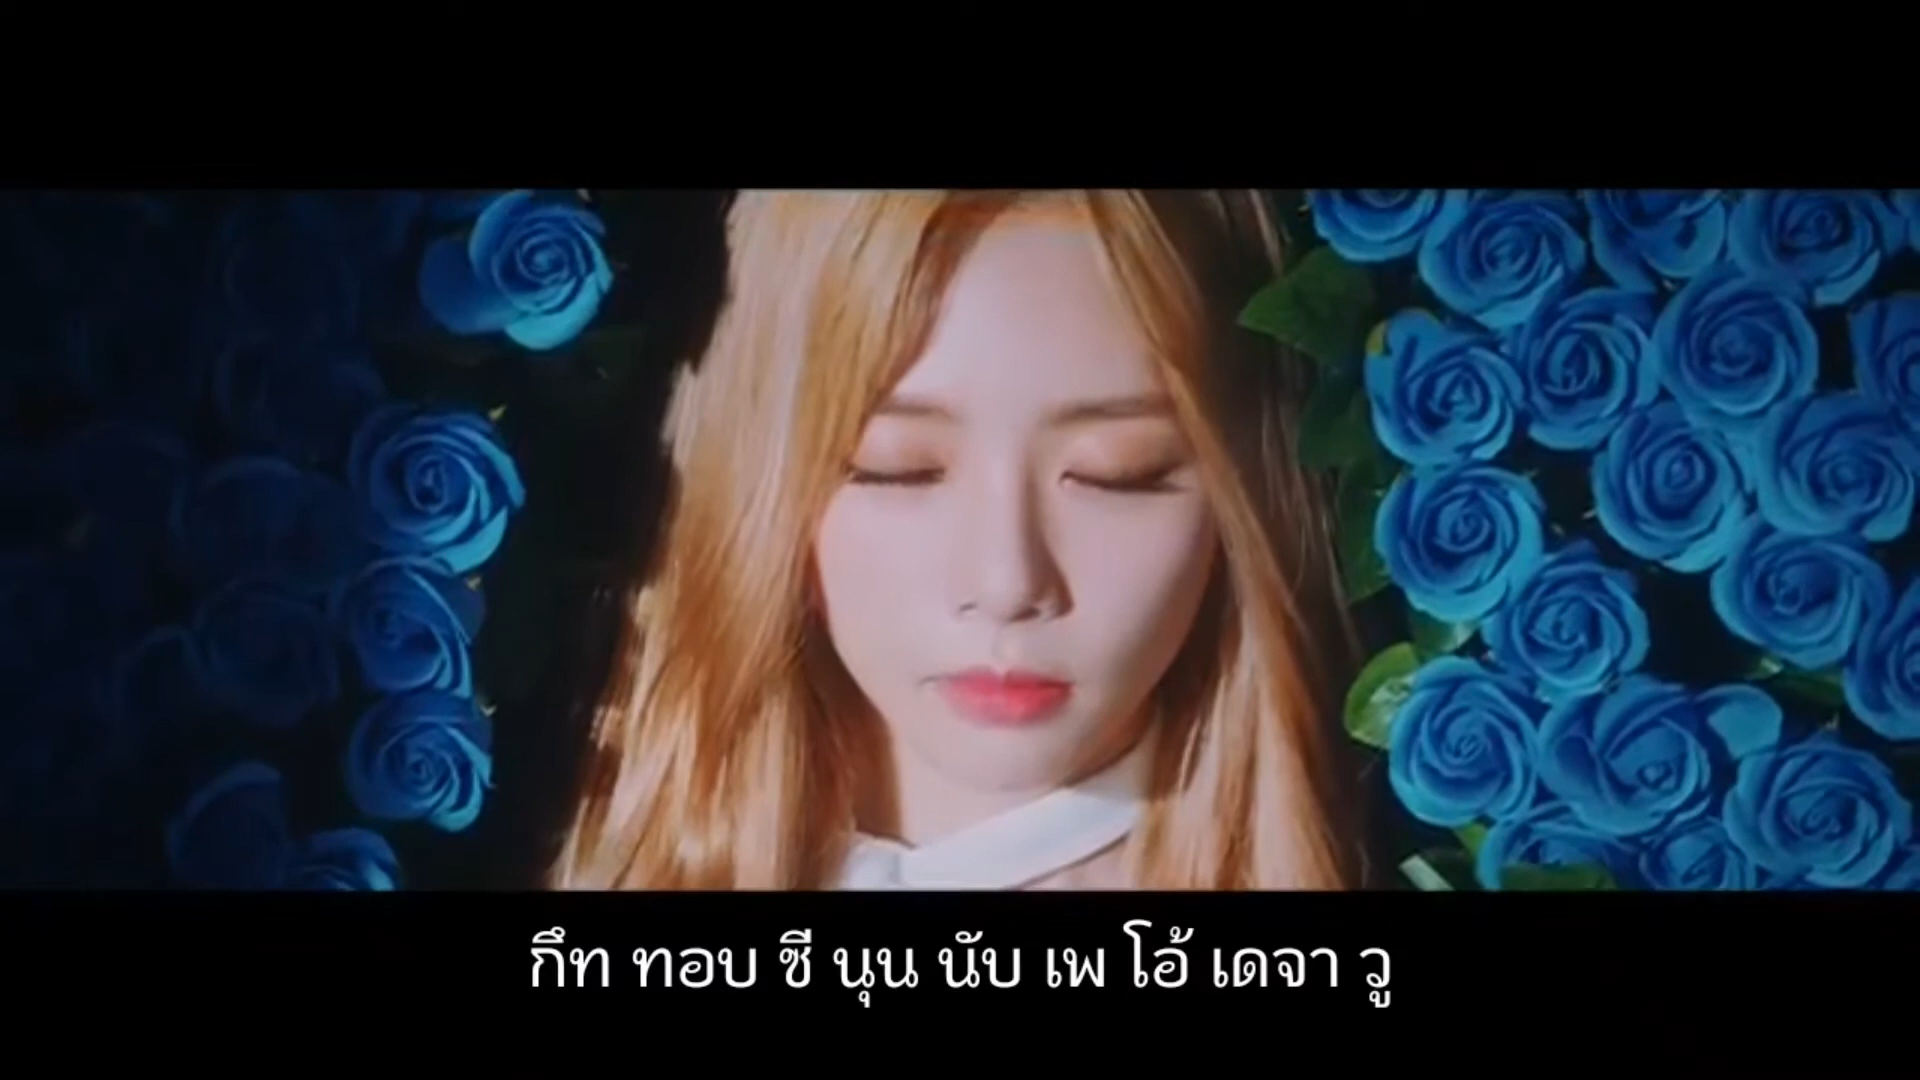 กึท ทอบ ซี นุน นับ เพ โอ้ เดจา วู